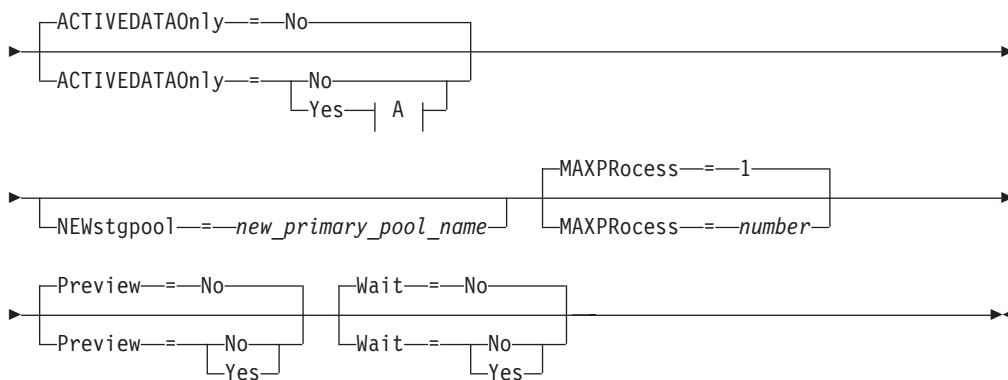 ACTIVEDATAOnly = No
ACTIVEDATAOnly = No
Yes A
NEWstgpool = new_primary_pool_name
MAXPRocess = 1
MAXPRocess = number
Preview = No
Preview = No
Yes
Wait = No
Wait = No
Yes